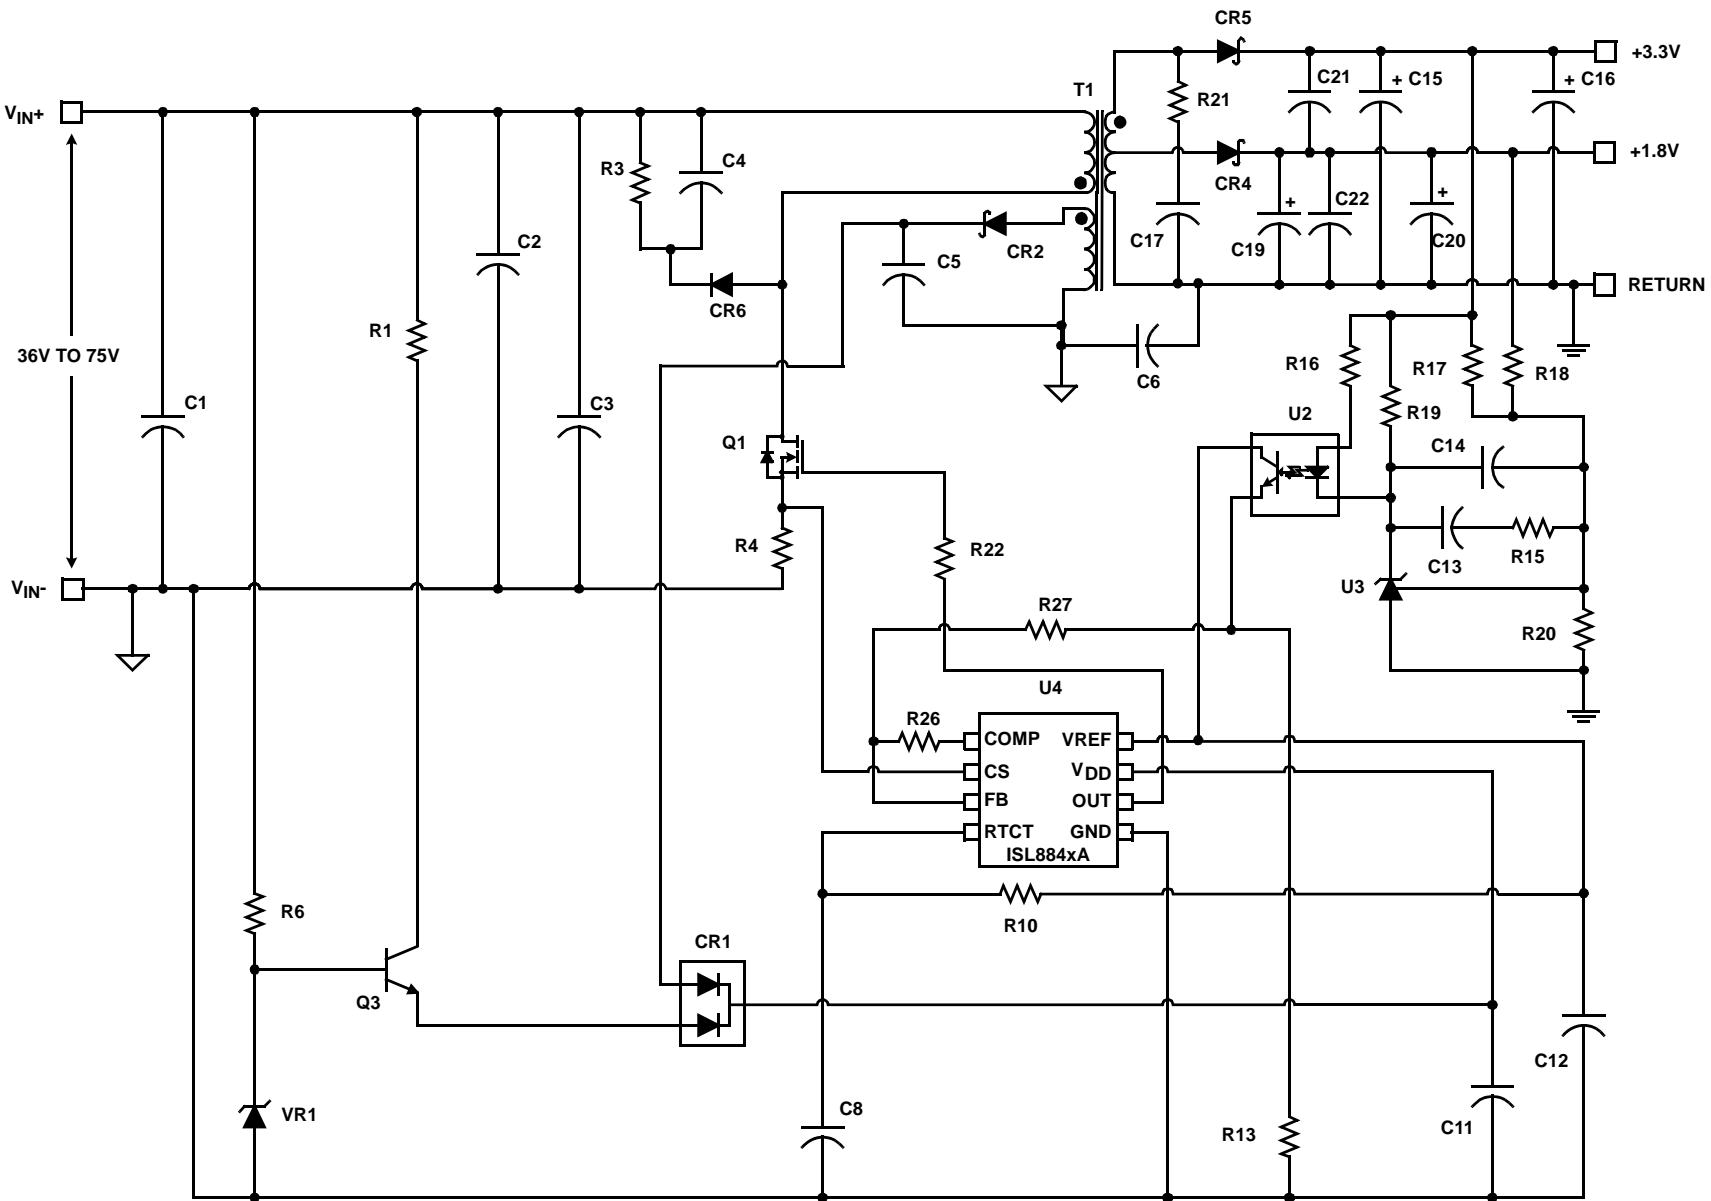 CR5
+3.3V
T1
C21
+ C15
+ C16
R21
VIN+
R3
C4
+1.8V
CR4
+
C22
+
C17
C19
C20
C2
C5
CR2
CR6
RETURN
R1
36V TO 75V
C6
R16
R17
R18
C1
C3
U2
R19
Q1
C14
R4
R22
R15
C13
VIN-
U3
R27
R20
U4
R26
COMP
VREF
CS
VDD
FB
OUT
RTCT
GND
ISL884xA
R6
R10
CR1
Q3
C12
VR1
C8
R13
C11